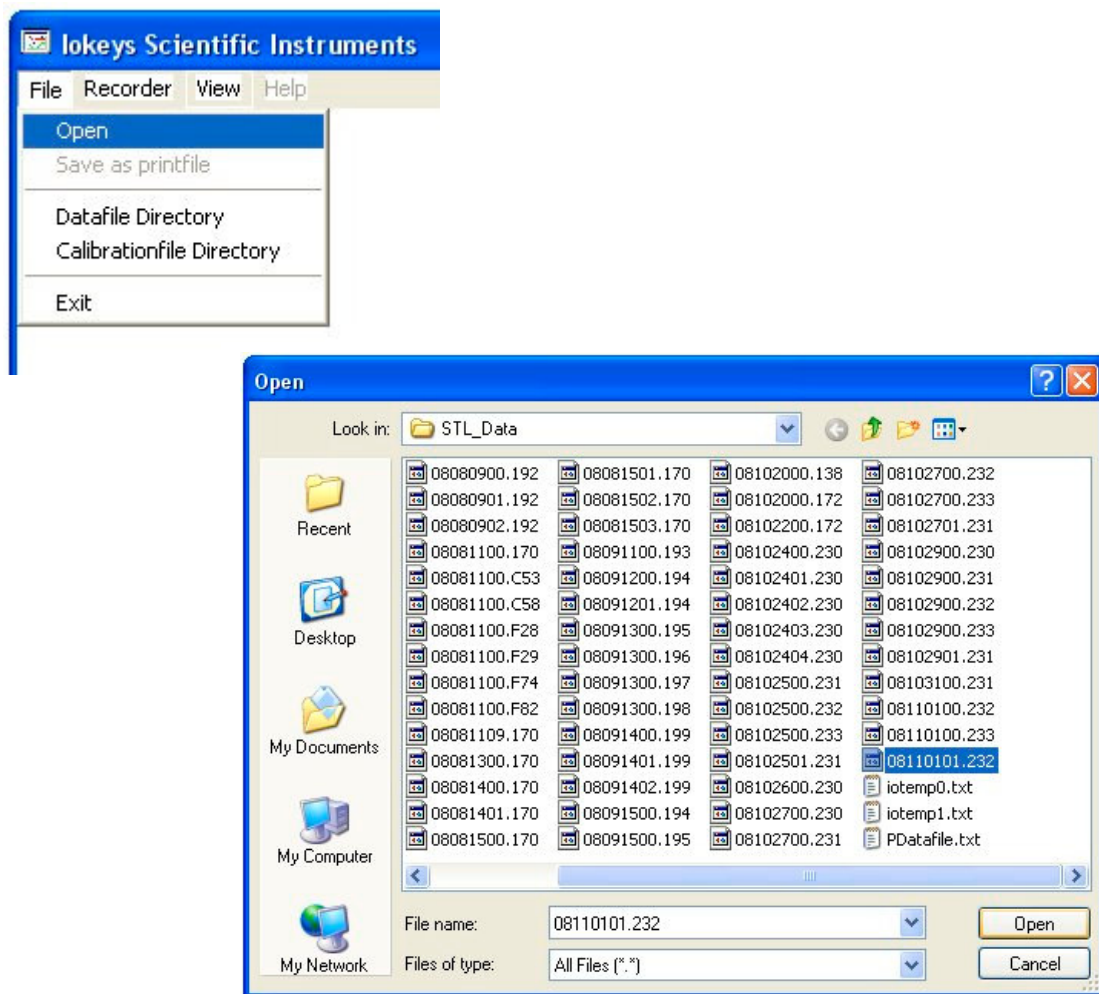 Iokeys Scientific Instruments
File Recorder View Help
Open
Save as printfile
Datafile Directory
Calibrationfile Directory
Exit
Open
Look in: STL_Data
Recent
Desktop
My Documents
My Computer
My Network
08080900.192 08081501.170 08102000.138 08102700.232
08080901.192 08081502.170 08102000.172 08102700.233
08080902.192 08081503.170 08102200.172 08102701.231
08081100.170 08091100.193 08102400.230 08102900.230
08081100.C53 08091200.194 08102401.230 08102900.231
08081100.C58 08091201.194 08102402.230 08102900.232
08081100.F28 08091300.195 08102403.230 08102900.233
08081100.F29 08091300.196 08102404.230 08102901.231
08081100.F74 08091300.197 08102500.231 08103100.231
08081100.F82 08091300.198 08102500.232 08110100.232
08081109.170 08091400.199 08102500.233 08110100.233
08081300.170 08091401.199 08102501.231 08110101.232
08081400.170 08091402.199 08102600.230 iotemp0.txt
08081401.170 08091500.194 08102700.230 iotemp1.txt
08081500.170 08091500.195 08102700.231 PDatafile.txt
File name: 08110101.232 Open
Files of type: All Files (*.*) Cancel